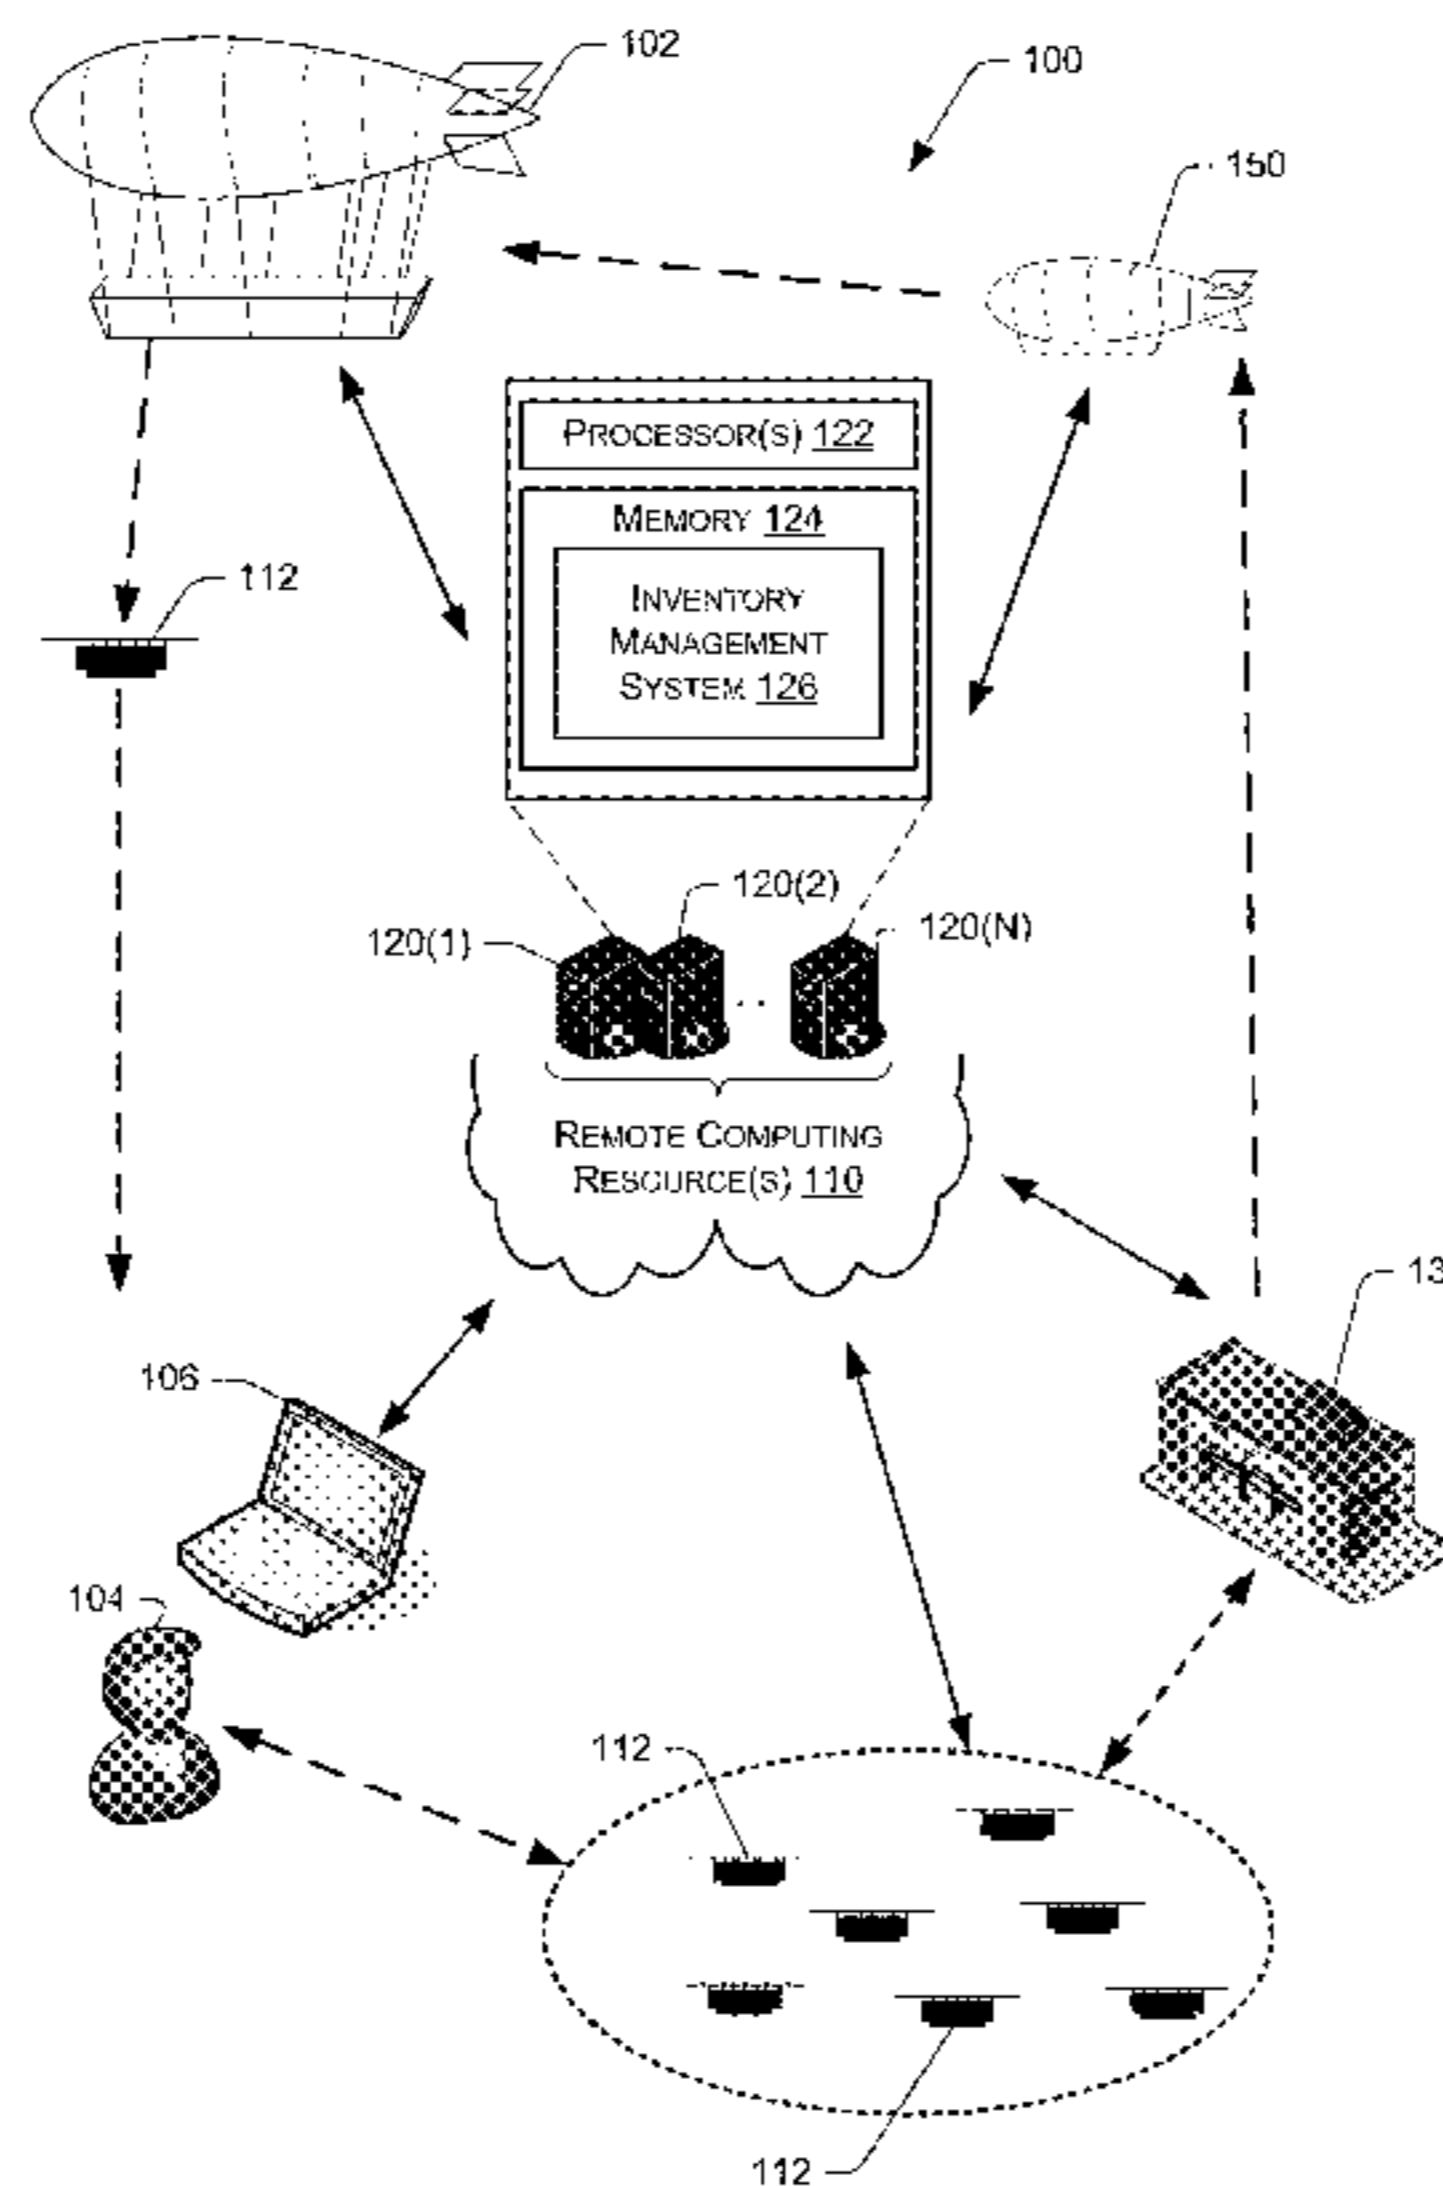 102
100
150
PROCESSOR(S) 122
MEMORY 124
INVENTORY
MANAGEMENT
SYSTEM 126
112
120(2)
120(1)
120(N)
REMOTE COMPUTING
RESOURCE(S) 110
13
106
104
112
112